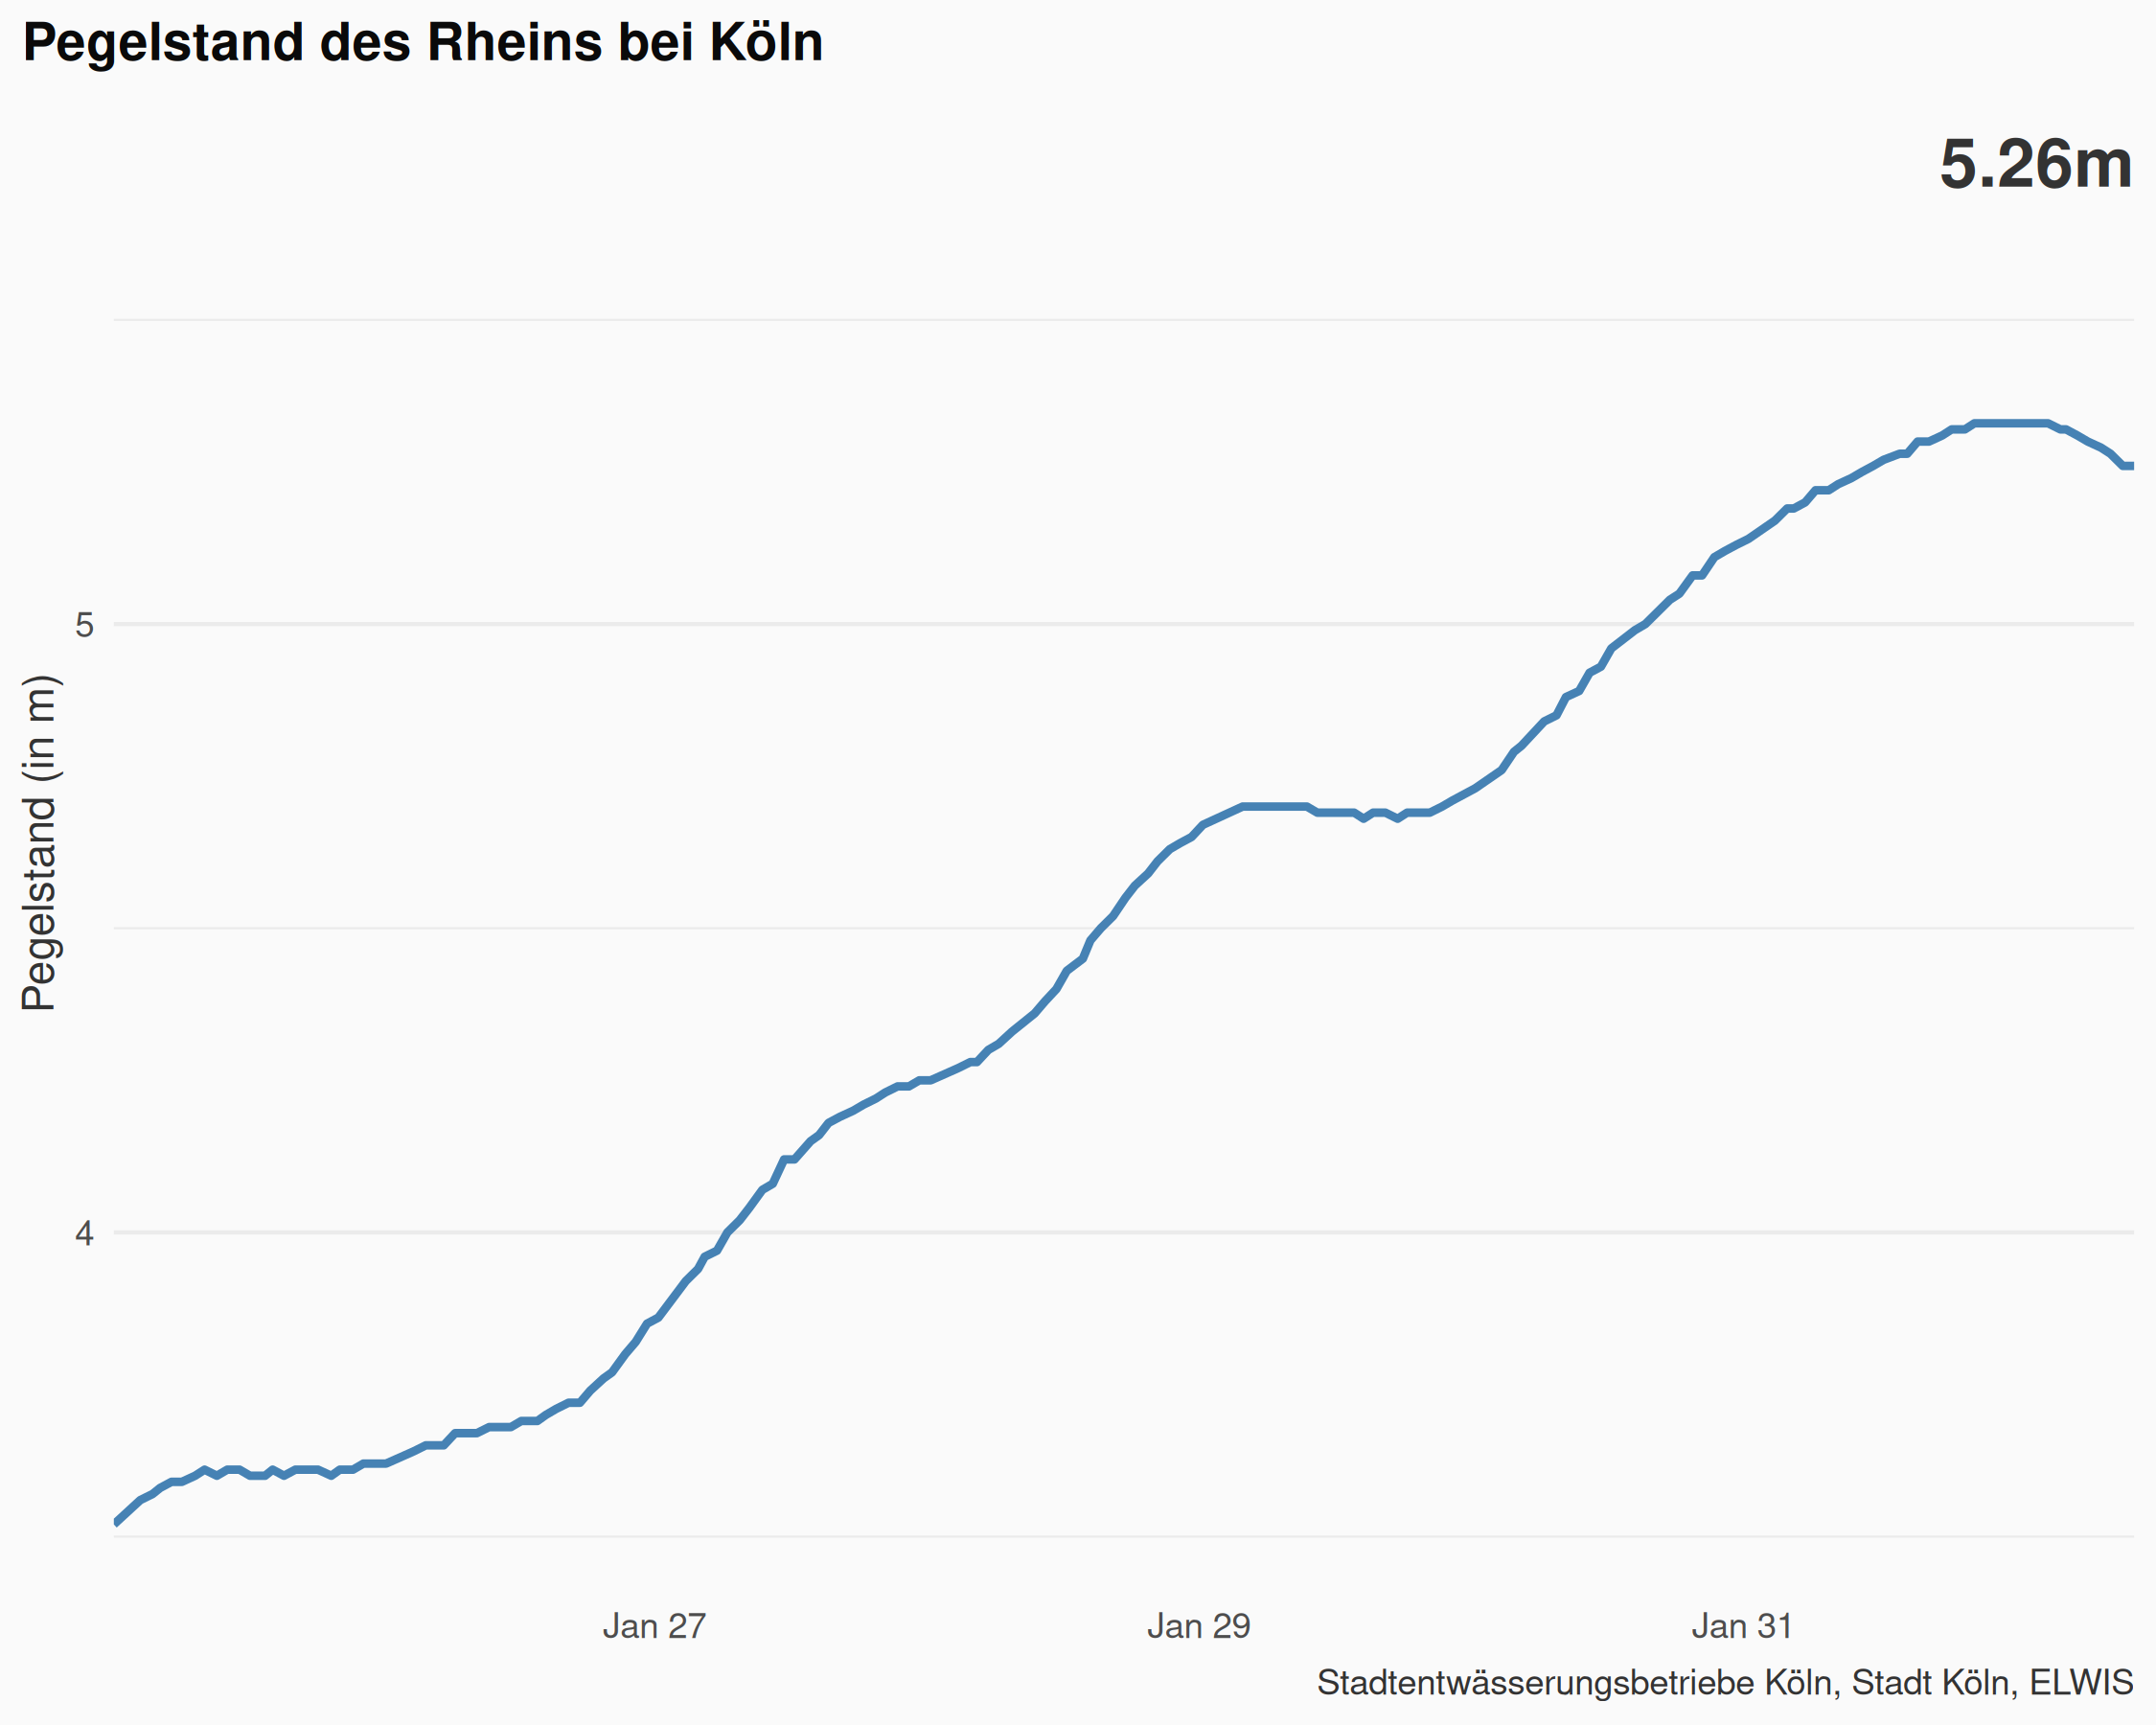 Pegelstand des Rheins bei Köln
5.26m
5
Pegelstand (in m)
4
Jan 27 Jan 29 Jan 31
Stadtentwässerungsbetriebe Köln, Stadt Köln, ELWIS